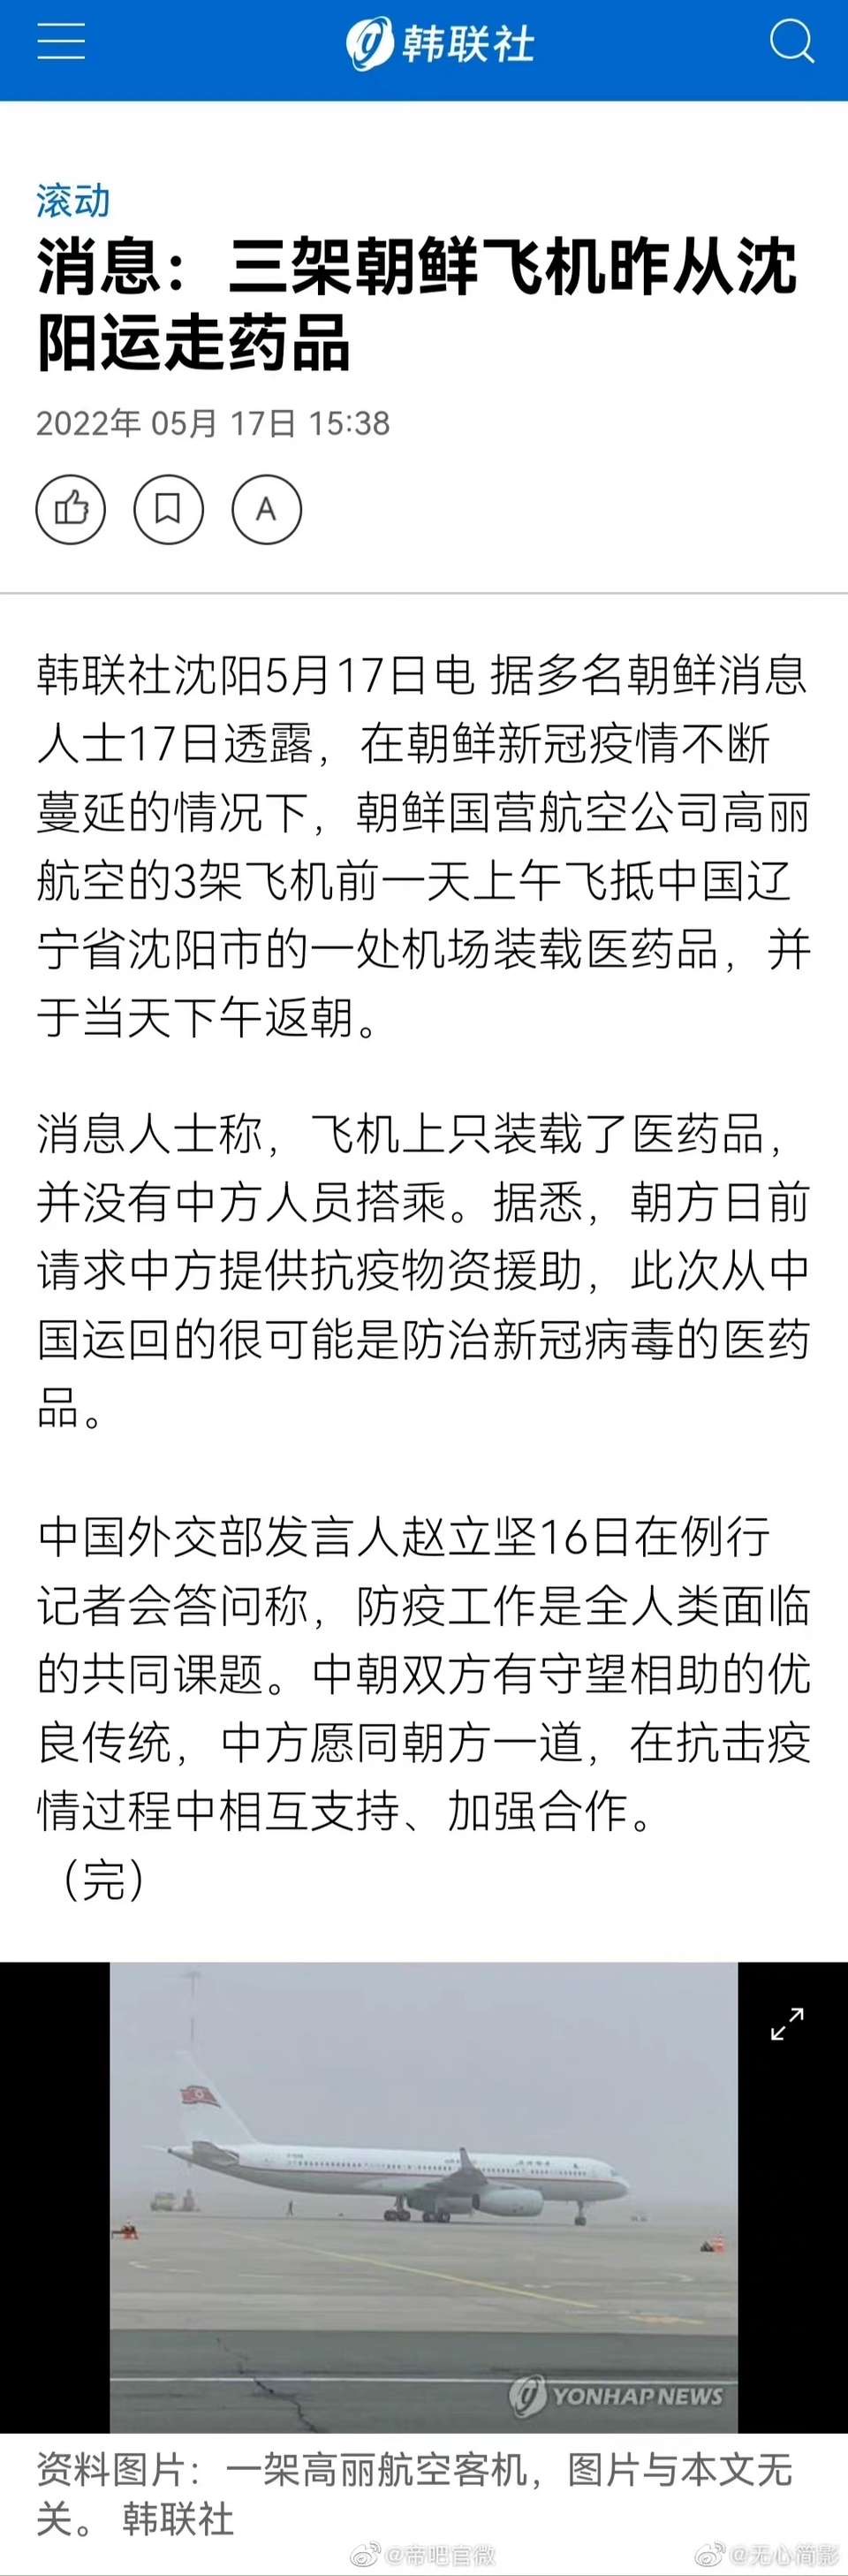 韩联社
滚动
消息：三架朝鲜飞机昨从沈
阳运走药品
2022年 05月 17日 15:38
A
韩联社沈阳5月17日电 据多名朝鲜消息
人士17日透露，在朝鲜新冠疫情不断
蔓延的情况下，朝鲜国营航空公司高丽
航空的3架飞机前一天上午飞抵中国辽
宁省沈阳市的一处机场装载医药品，并
于当天下午返朝。
消息人士称，飞机上只装载了医药品，
并没有中方人员搭乘。据悉，朝方日前
请求中方提供抗疫物资援助，此次从中
国运回的很可能是防治新冠病毒的医药
品。
中国外交部发言人赵立坚16日在例行
记者会答问称，防疫工作是全人类面临
的共同课题。中朝双方有守望相助的优
良传统，中方愿同朝方一道，在抗击疫
情过程中相互支持、加强合作。
（完）
YONHAP NEWS
资料图片：一架高丽航空客机，图片与本文无
关。 韩联社
@帝吧官微 @无心简影